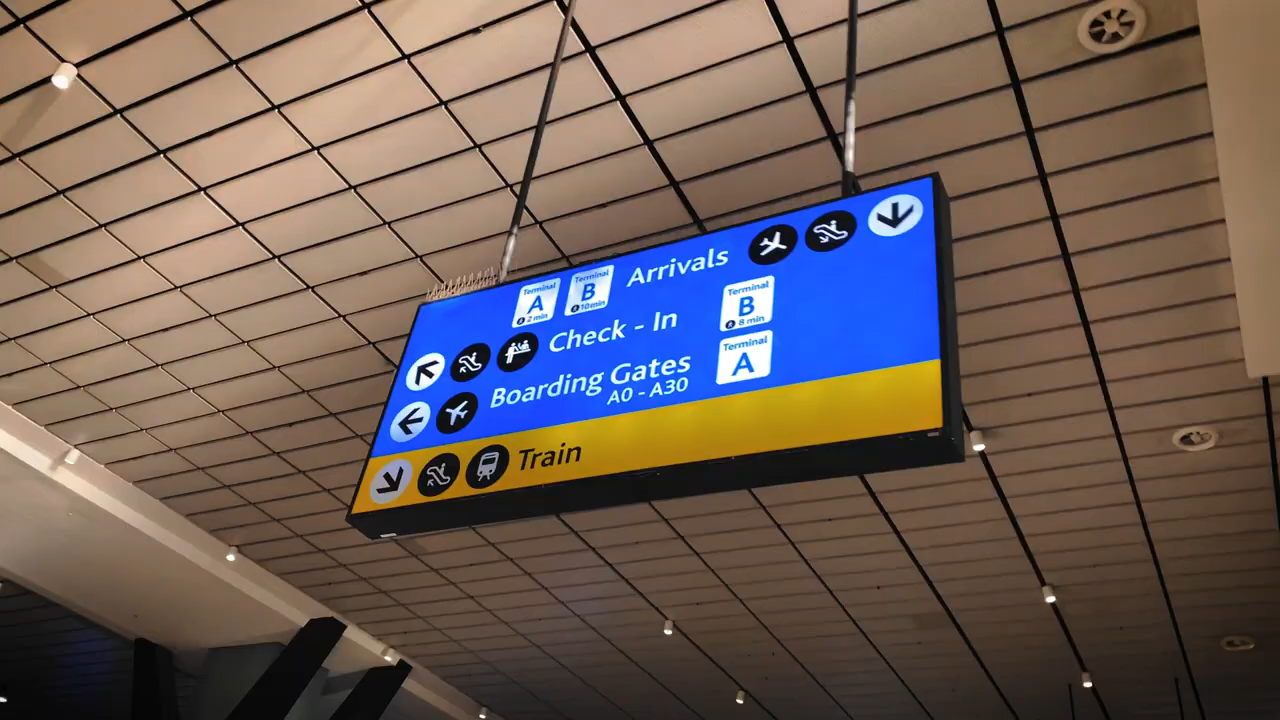 Terminal A 2 min
Terminal B 10 min
Arrivals
Check - In
Terminal B 8 min
Boarding Gates
A0 - A30
Terminal A
Train